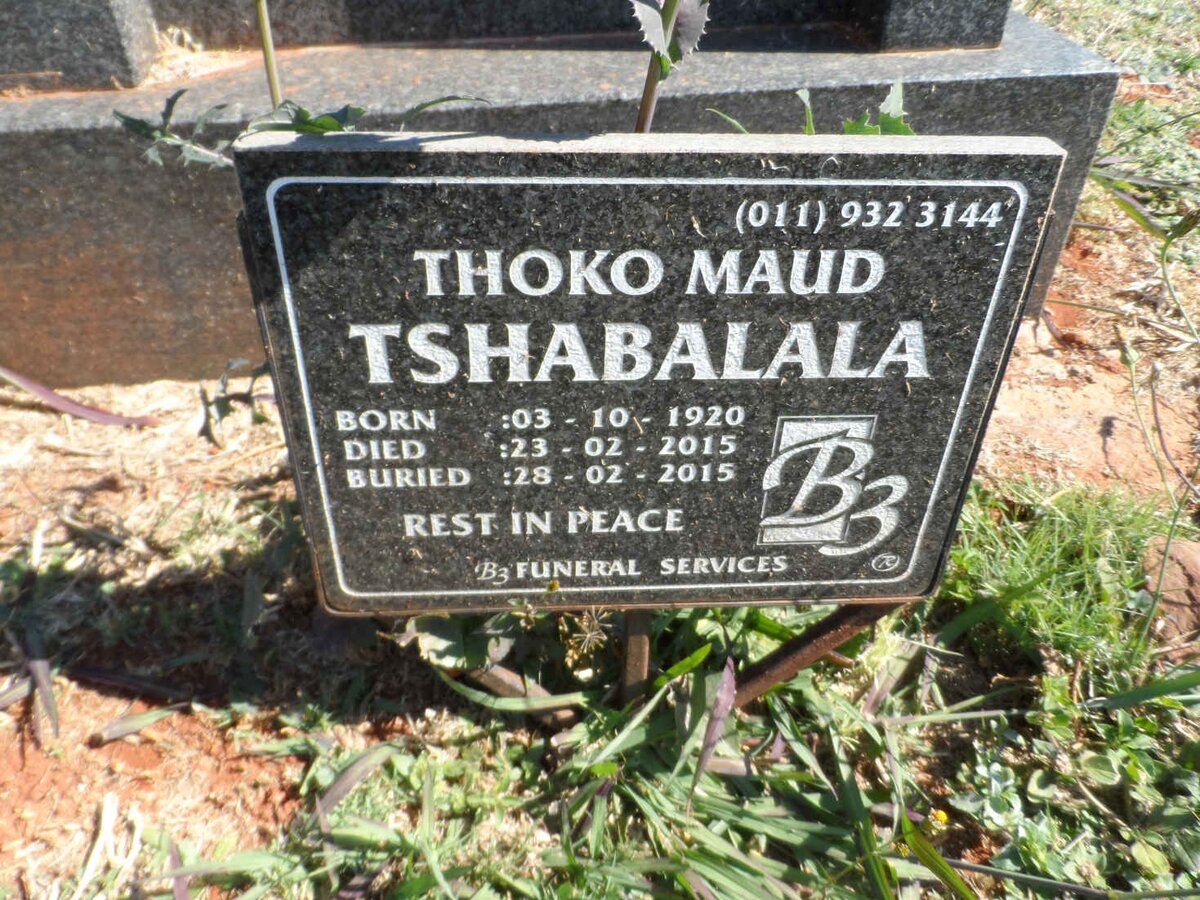 (011) 932 3144
THOKO MAUD
TSHABALALA
BORN :03 - 10 - 1920
DIED :23 - 02 - 2015
BURIED :28 - 02 - 2015
B3
REST IN PEACE
B3 FUNERAL SERVICES